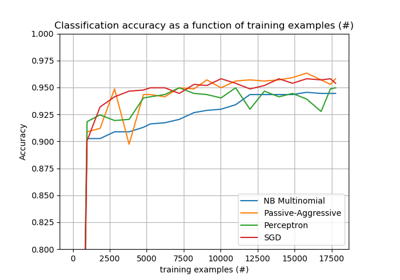 Classification accuracy as a function of training examples (#)
1.000
0.975
0.950
0.925
0.900
0.875
0.850
0.825
0.800
Accuracy
NB Multinomial
Passive-Aggressive
Perceptron
SGD
0 2500 5000 7500 10000 12500 15000 17500
training examples (#)